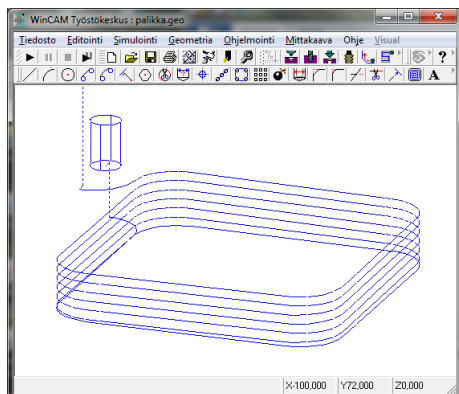 WinCAM Työstökeskus : palikka.geo
Tiedosto Editointi Simulointi Geometria Ohjelmointi Mittakaava Ohje Visual
?
A
X-100,000 Y72,000 Z0,000